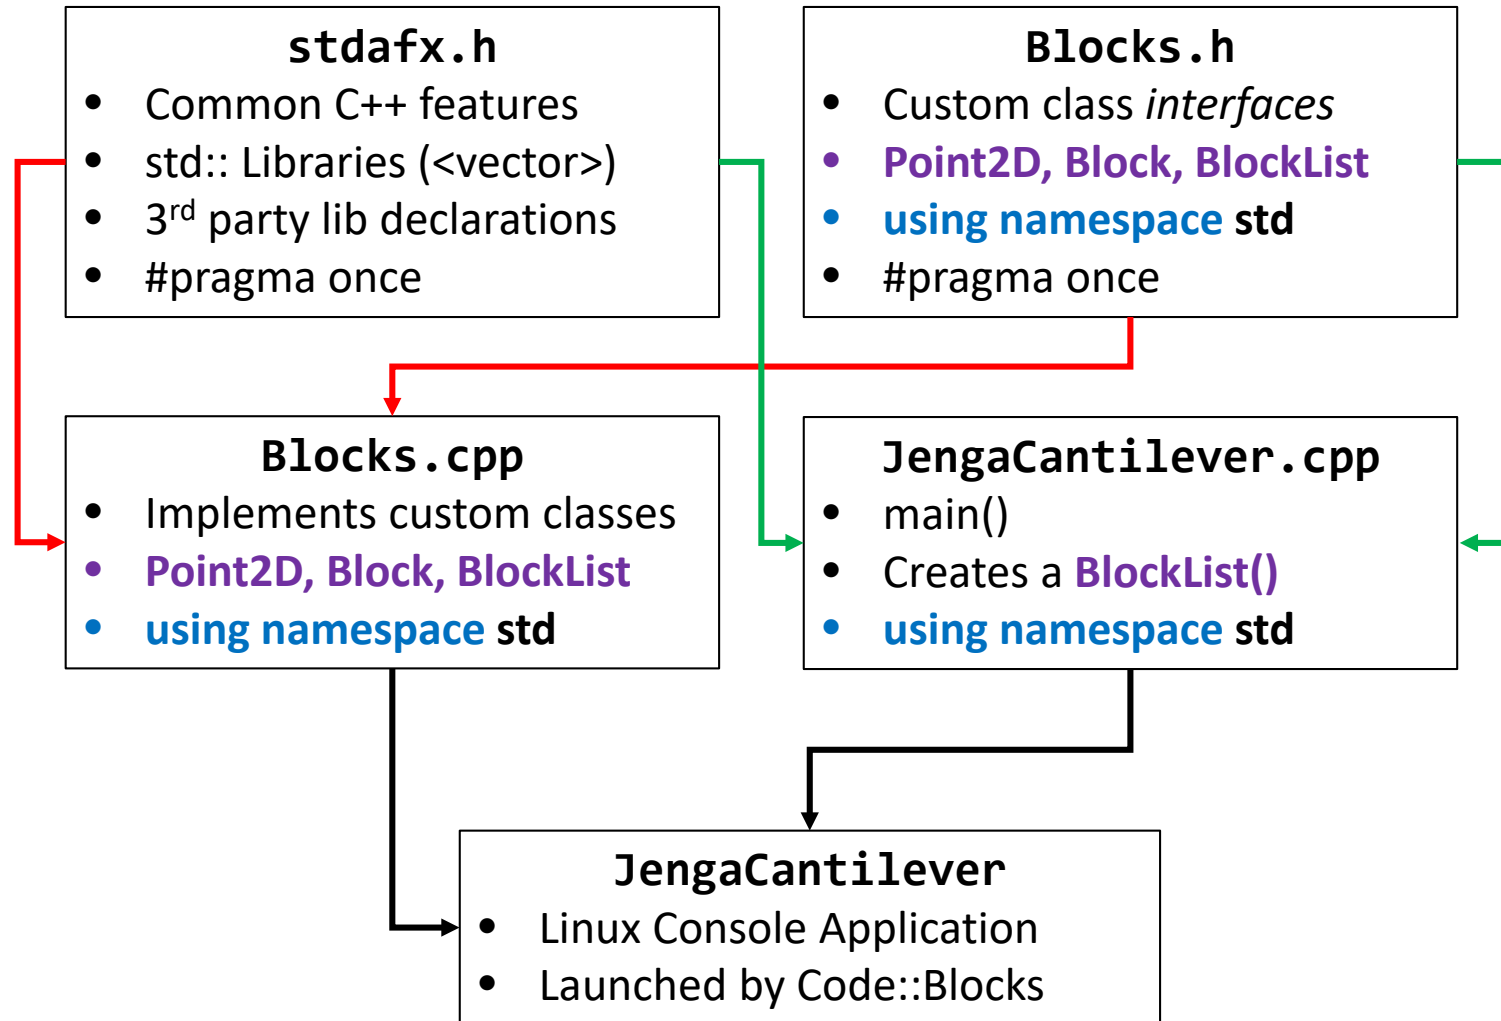 stdafx.h
• Common C++ features
• std:: Libraries (<vector>)
• 3rd party lib declarations
• #pragma once
Blocks.h
• Custom class interfaces
• Point2D, Block, BlockList
• using namespace std
• #pragma once
Blocks.cpp
• Implements custom classes
• Point2D, Block, BlockList
• using namespace std
JengaCantilever.cpp
• main()
• Creates a BlockList()
• using namespace std
JengaCantilever
• Linux Console Application
• Launched by Code::Blocks